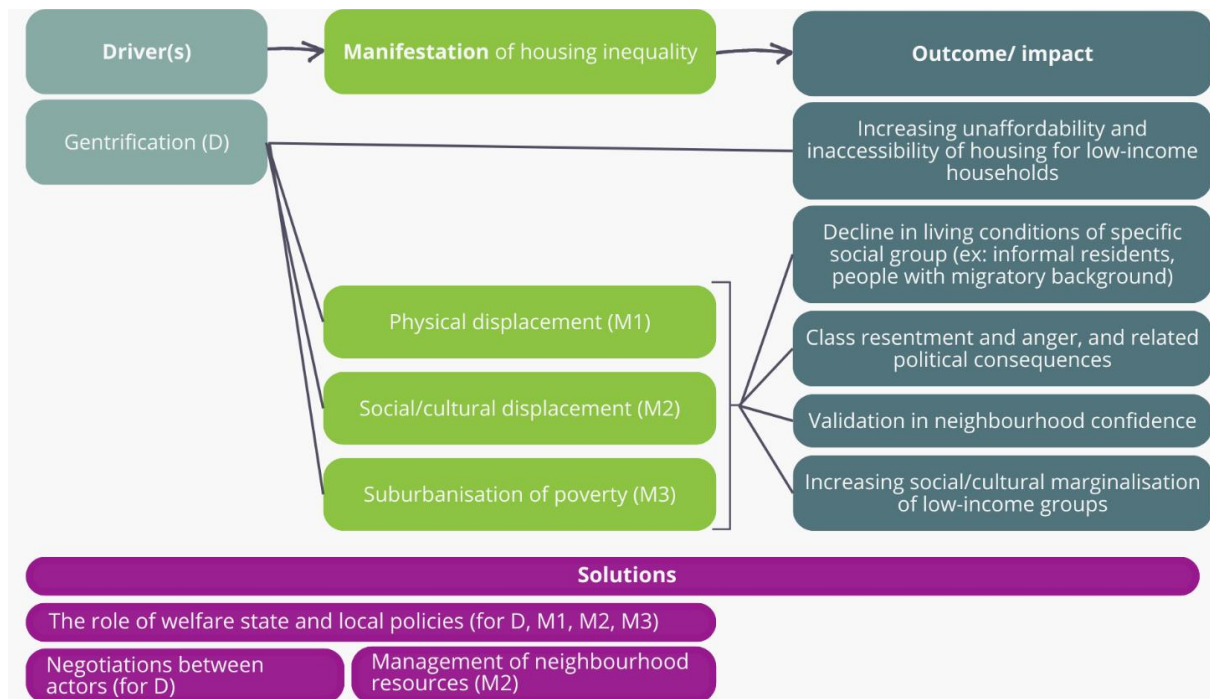 Driver(s)
Manifestation of housing inequality
Outcome/ impact
Gentrification (D)
Increasing unaffordability and
inaccessibility of housing for low-income
households
Decline in living conditions of specific
social group (ex: informal residents,
people with migratory background)
Physical displacement (M1)
Class resentment and anger, and related
political consequences
Social/cultural displacement (M2)
Validation in neighbourhood confidence
Suburbanisation of poverty (M3)
Increasing social/cultural marginalisation
of low-income groups
Solutions
The role of welfare state and local policies (for D, M1, M2, M3)
Negotiations between
actors (for D)
Management of neighbourhood
resources (M2)